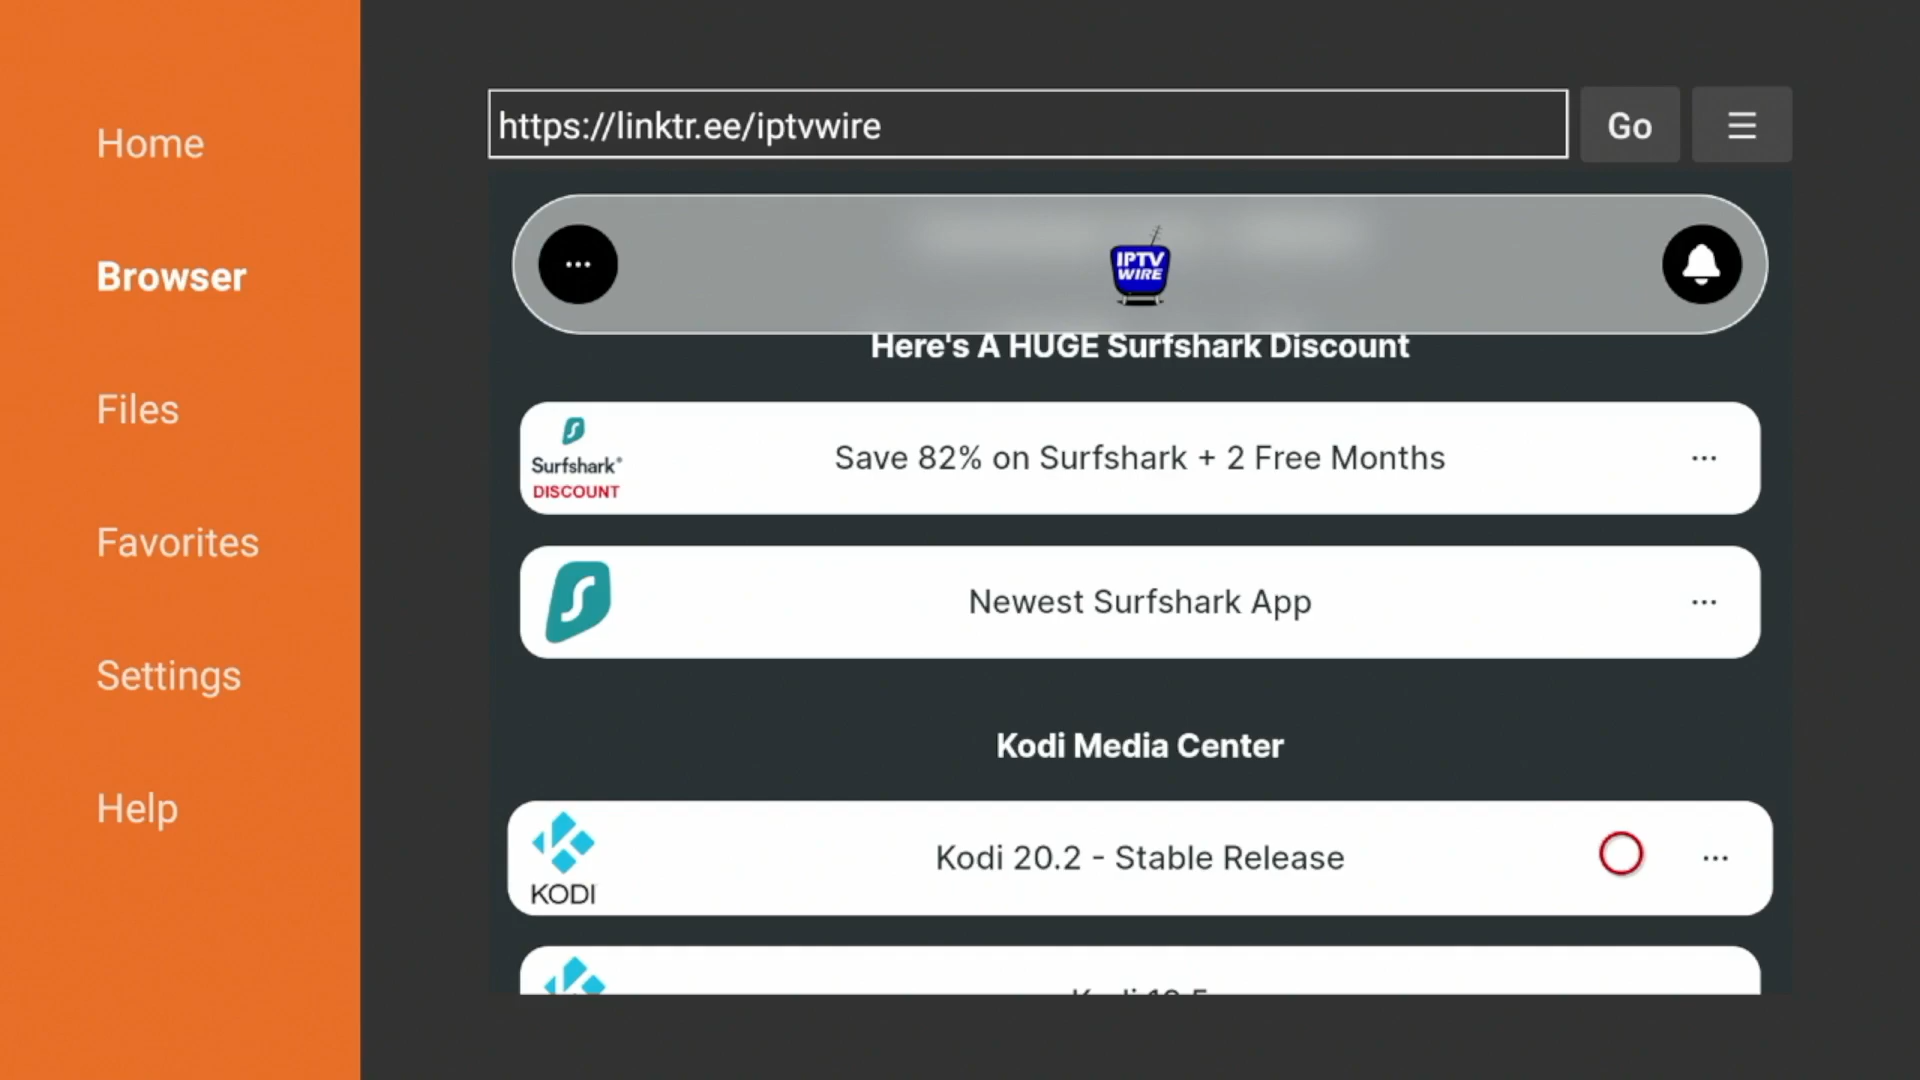 Home
Browser
Files
Favorites
Settings
Help
https://linktr.ee/iptvwire
Go
IPTV
WIRE
Here's A HUGE Surfshark Discount
Surfshark®
DISCOUNT
Save 82% on Surfshark + 2 Free Months
Newest Surfshark App
Kodi Media Center
KODI
Kodi 20.2 - Stable Release